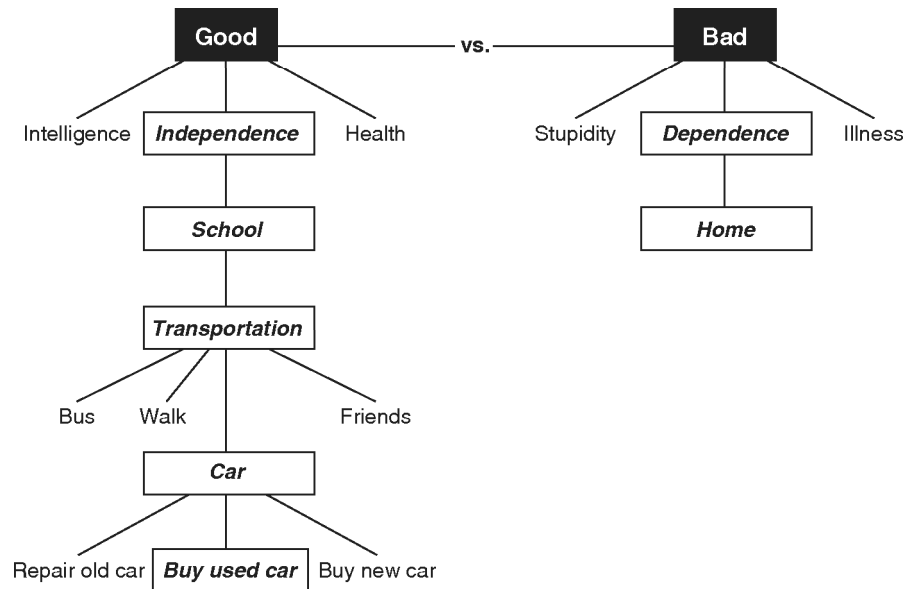 Good vs. Bad
Intelligence Independence Health Stupidity Dependence Illness
School Home
Transportation
Bus Walk Friends
Car
Repair old car Buy used car Buy new car